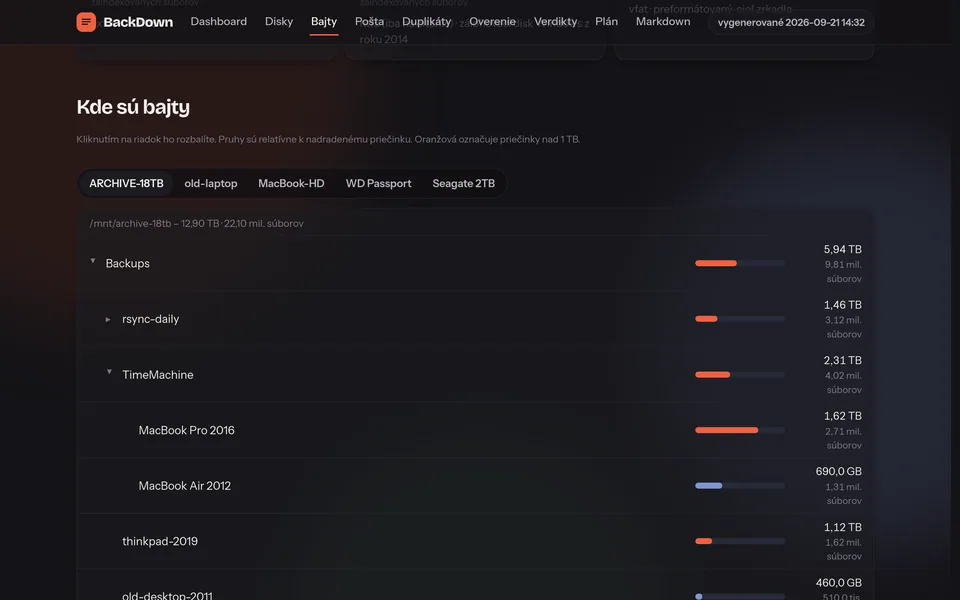 BackDown Dashboard Disky Bajty Pošta Duplikáty Overenie Verdikty Plán Markdown vygenerované 2026-09-21 14:32
roku 2014
Kde sú bajty
Kliknutím na riadok ho rozbalíte. Pruhy sú relatívne k nadradenému priečinku. Oranžová označuje priečinky nad 1 TB.
ARCHIVE-18TB old-laptop MacBook-HD WD Passport Seagate 2TB
/mnt/archive-18tb – 12,90 TB · 22,10 mil. súborov
Backups
5,94 TB
9,81 mil.
súborov
rsync-daily
1,46 TB
3,12 mil.
súborov
TimeMachine
2,31 TB
4,02 mil.
súborov
MacBook Pro 2016
1,62 TB
2,71 mil.
súborov
MacBook Air 2012
690,0 GB
1,31 mil.
súborov
thinkpad-2019
1,12 TB
1,62 mil.
súborov
old-desktop-2011
460,0 GB
510,0 tis.